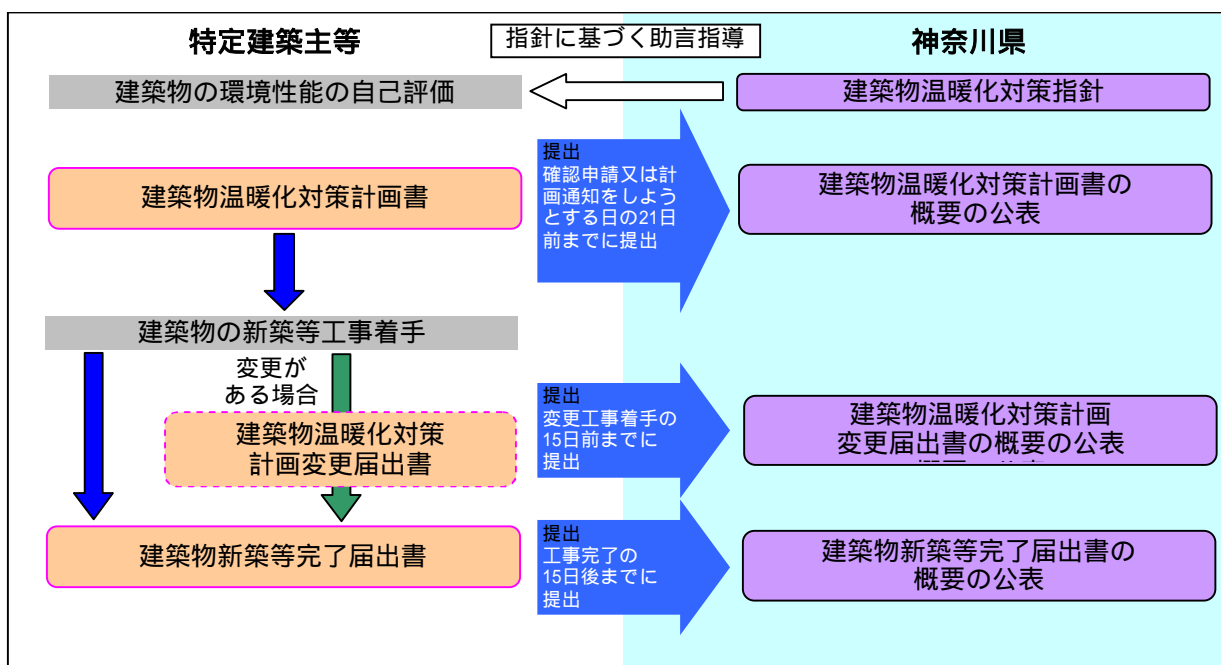 特定建築主等
指針に基づく助言指導
神奈川県
建築物の環境性能の自己評価
建築物温暖化対策指針
建築物温暖化対策計画書
提出
確認申請又は計
画通知をしよう
とする日の21日
前までに提出
建築物温暖化対策計画書の
概要の公表
建築物の新築等工事着手
変更が
ある場合
建築物温暖化対策
計画変更届出書
提出
変更工事着手の
15日前までに
提出
建築物温暖化対策計画
変更届出書の概要の公表
建築物新築等完了届出書
提出
工事完了の
15日後までに
提出
建築物新築等完了届出書の
概要の公表